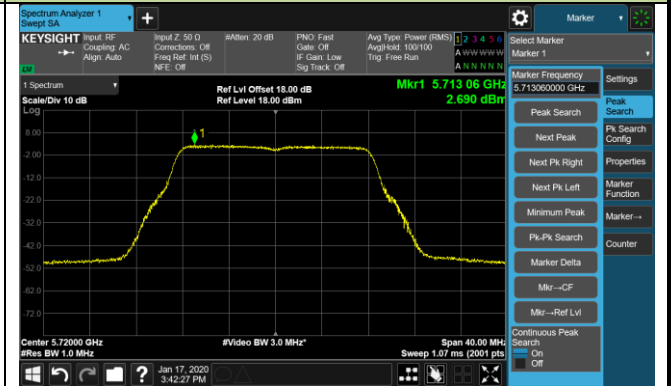 Spectrum Analyzer 1
Swept SA
+
Marker
KEYSIGHT
Input: RF
Coupling: AC
Align: Auto
Input Z: 50 Ω
Corrections: Off
Freq Ref: Int (S)
NFE: Off
#Atten: 20 dB
PNO: Fast
Gate: Off
IF Gain: Low
Sig Track: Off
Avg Type: Power (RMS)
Avg|Hold: 100/100
Trig: Free Run
1 2 3 4 5 6
A W W W W W
A N N N N N
LXI
Select Marker
Marker 1
1 Spectrum
Scale/Div 10 dB
Log
Ref Lvl Offset 18.00 dB
Ref Level 18.00 dBm
Mkr1 5.713 06 GHz
2.690 dBm
1
8.00
-2.00
-12.0
-22.0
-32.0
-42.0
-52.0
-62.0
-72.0
Center 5.72000 GHz
#Res BW 1.0 MHz
#Video BW 3.0 MHz*
Span 40.00 MHz
Sweep 1.07 ms (2001 pts)
Marker Frequency
5.713060000 GHz
Peak Search
Next Peak
Next Pk Right
Next Pk Left
Minimum Peak
Pk-Pk Search
Marker Delta
Mkr→CF
Mkr→Ref Lvl
Continuous Peak
Search
On
Off
Settings
Peak
Search
Pk Search
Config
Properties
Marker
Function
Marker→
Counter
?
Jan 17, 2020
3:42:27 PM